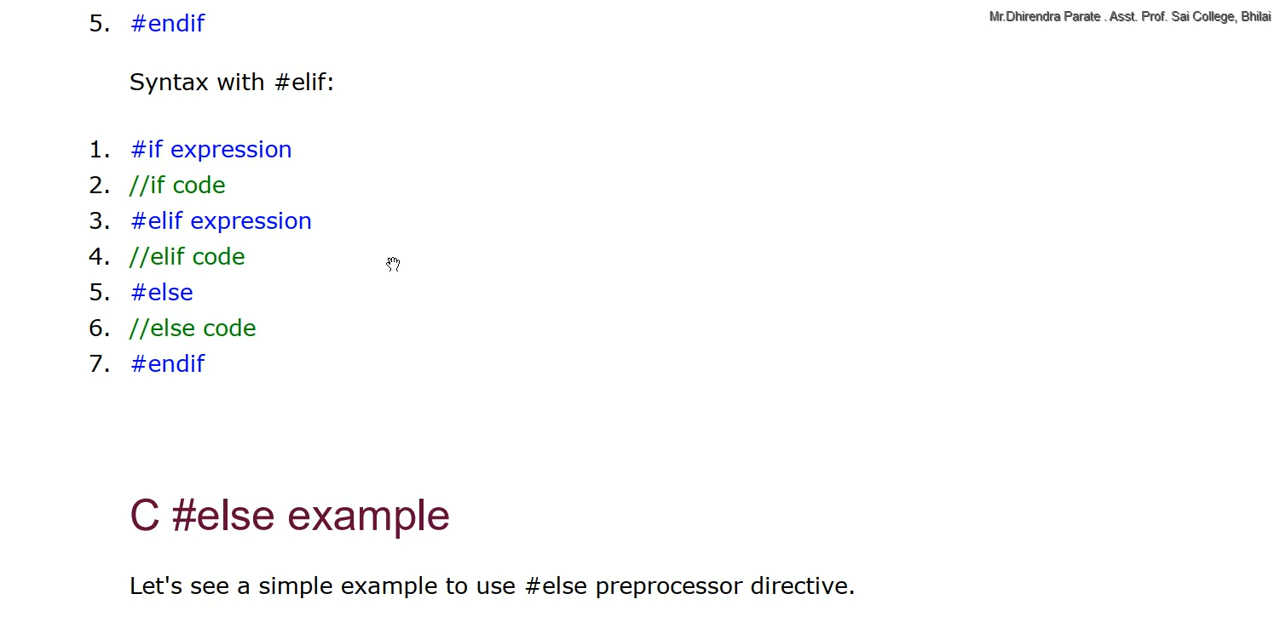 5. #endif
Mr.Dhirendra Parate . Asst. Prof. Sai College, Bhilai
Syntax with #elif:
1. #if expression
2. //if code
3. #elif expression
4. //elif code
5. #else
6. //else code
7. #endif
C #else example
Let's see a simple example to use #else preprocessor directive.